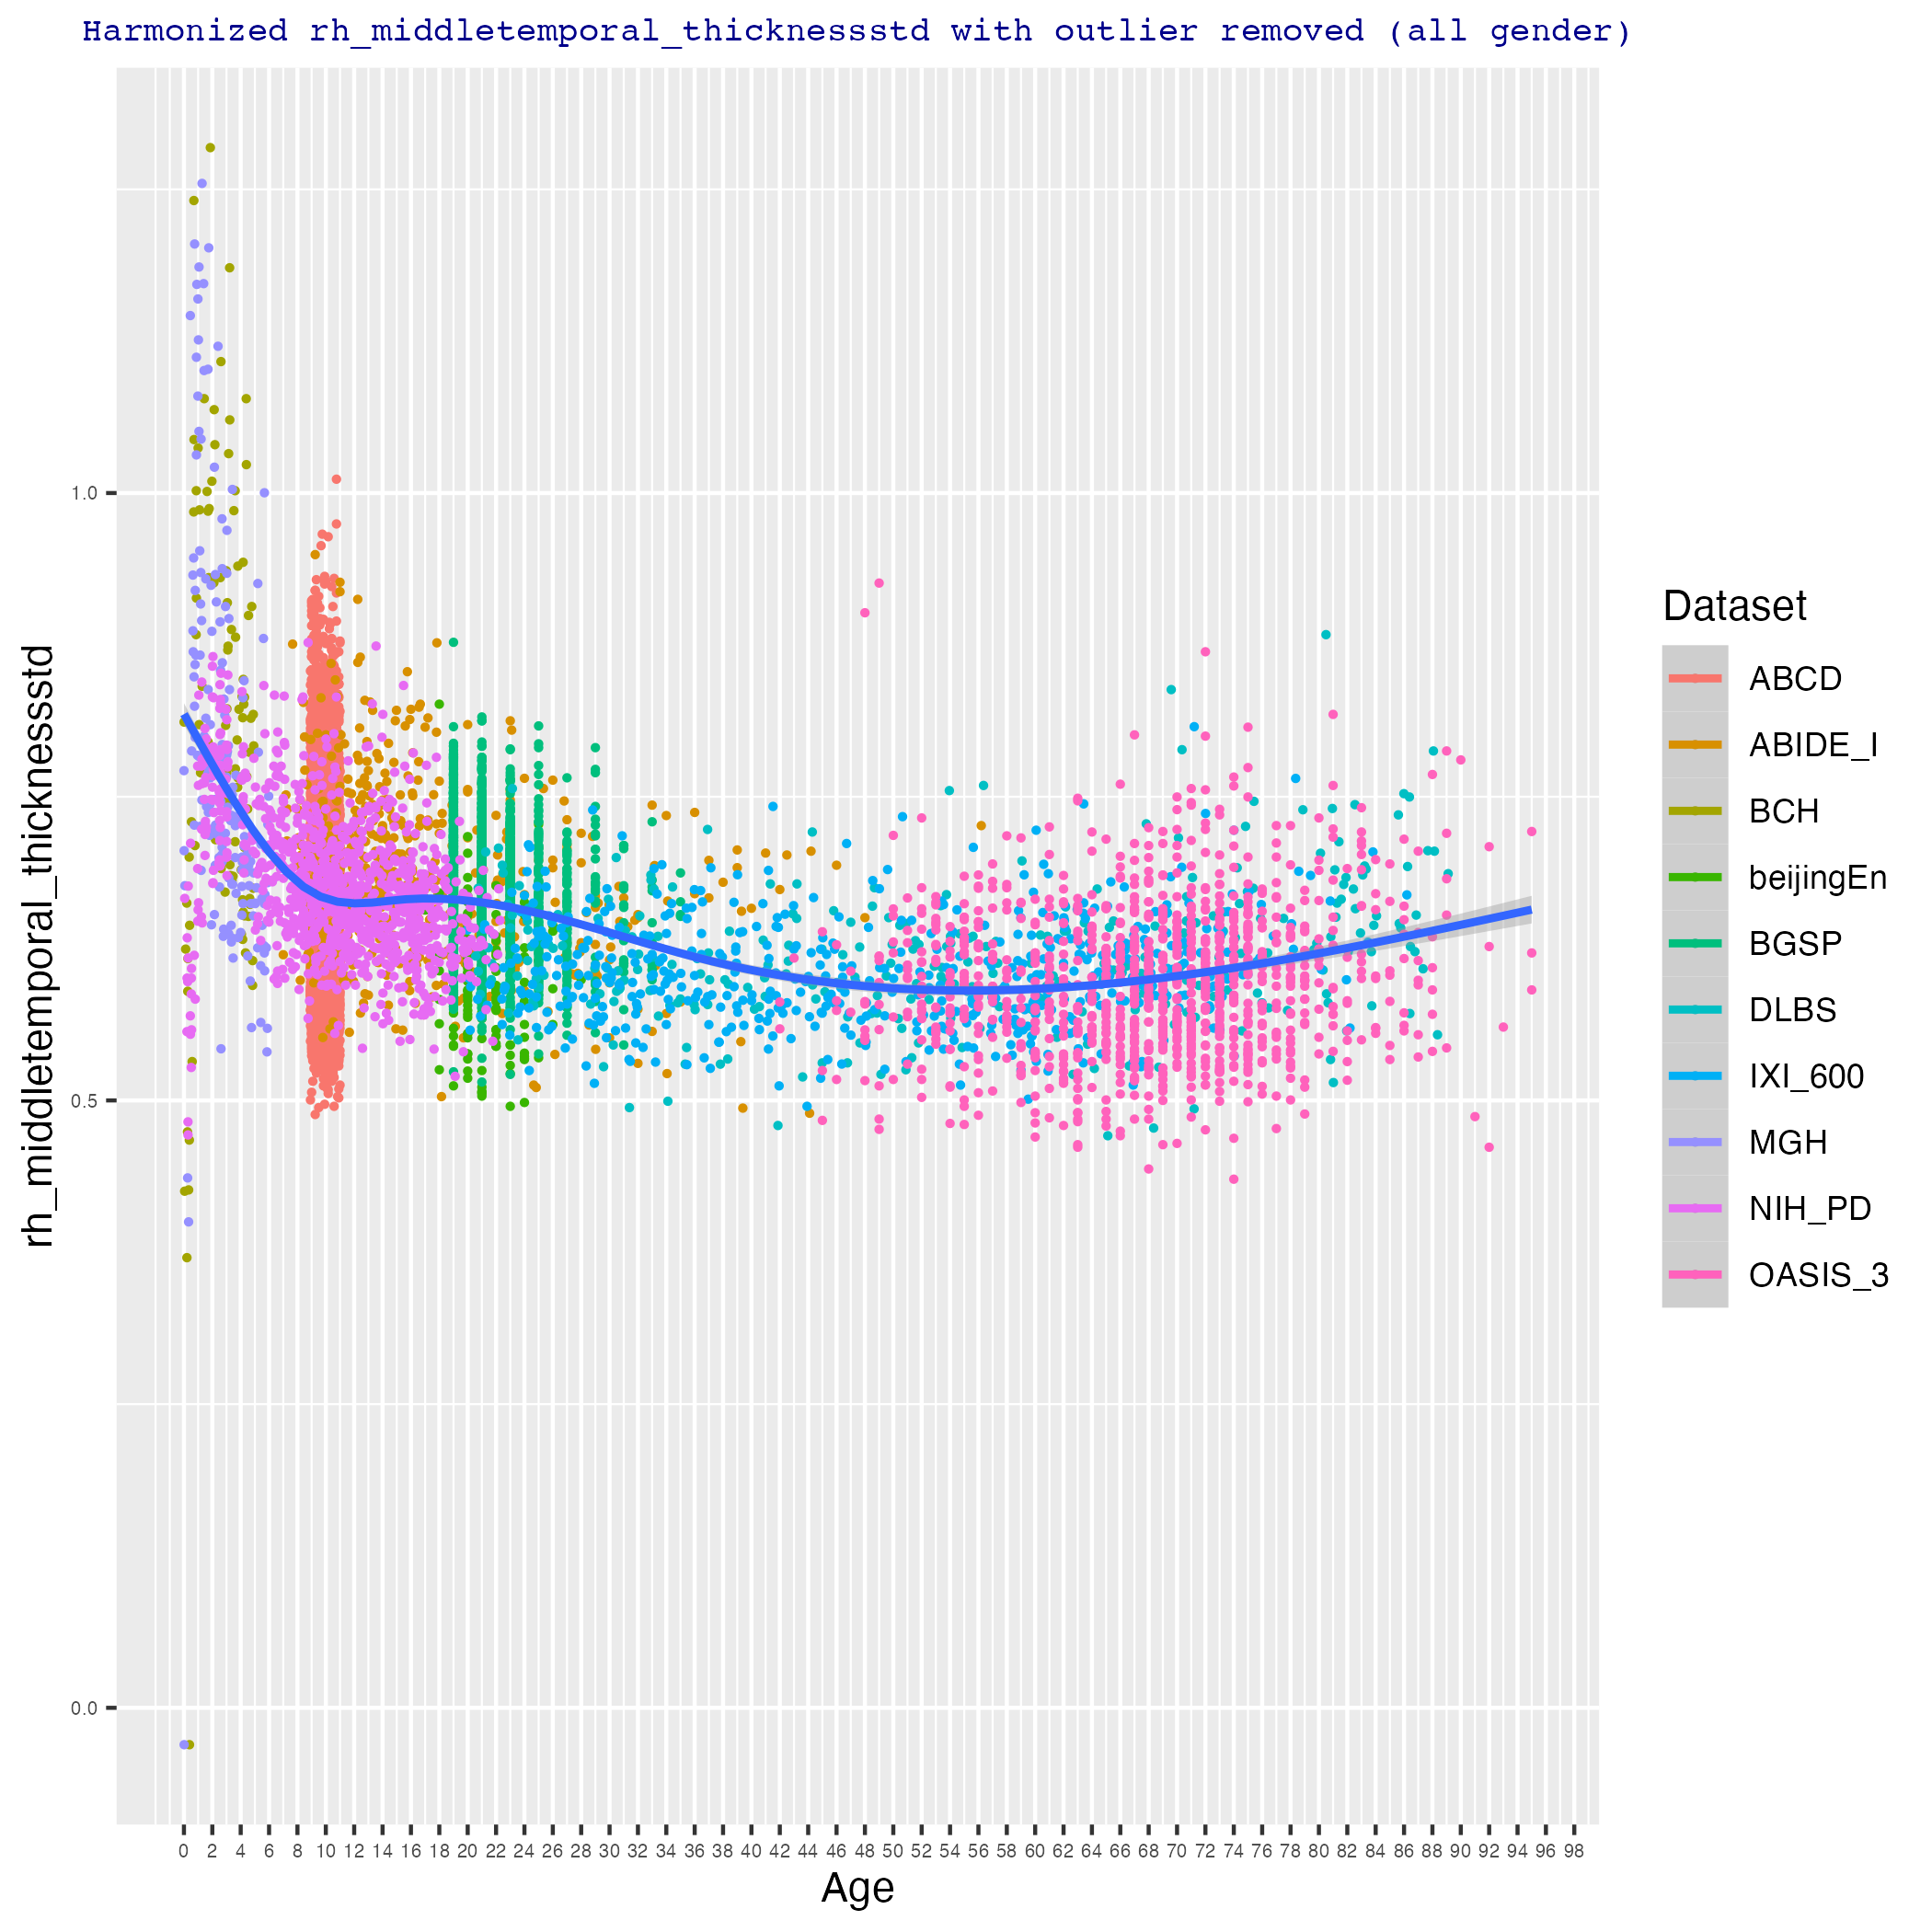 Harmonized rh_middletemporal_thicknessstd with outlier removed (all gender)
rh_middletemporal_thicknessstd
1.0
0.5
0.0
0 2 4 6 8 10 12 14 16 18 20 22 24 26 28 30 32 34 36 38 40 42 44 46 48 50 52 54 56 58 60 62 64 66 68 70 72 74 76 78 80 82 84 86 88 90 92 94 96 98
Age
Dataset
ABCD
ABIDE_I
BCH
beijingEn
BGSP
DLBS
IXI_600
MGH
NIH_PD
OASIS_3